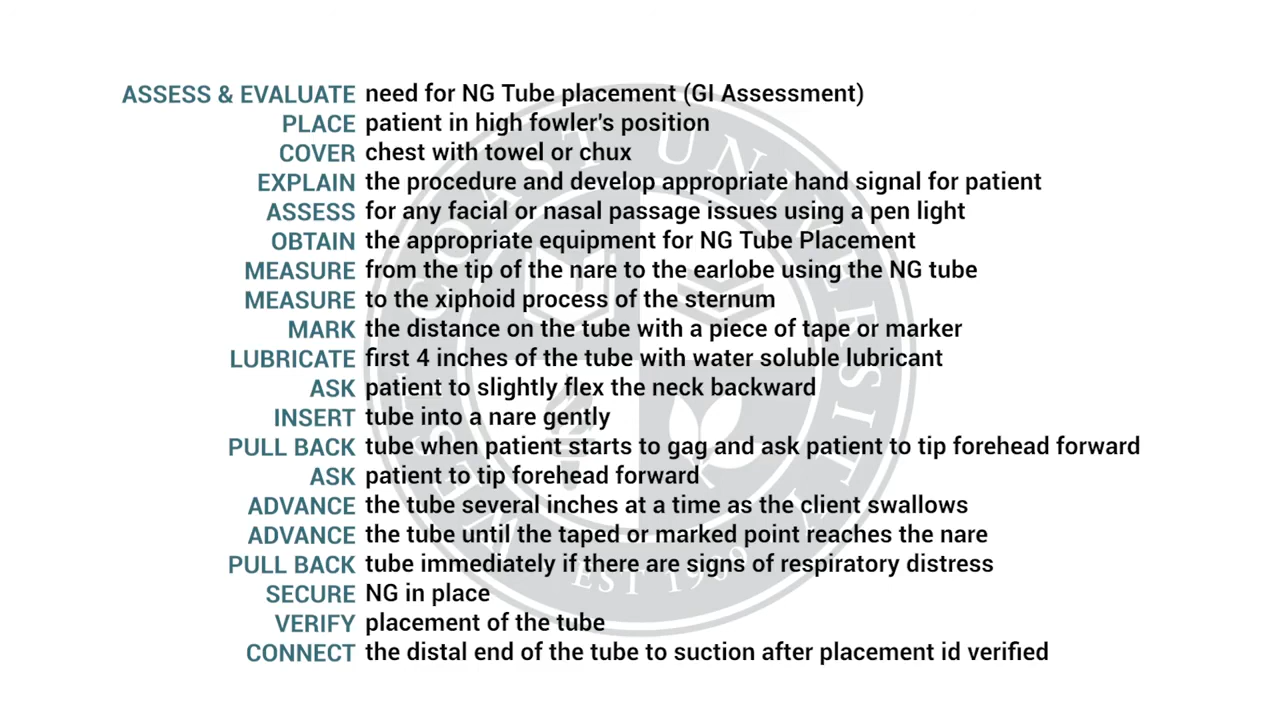 ASSESS & EVALUATE need for NG Tube placement (GI Assessment)
PLACE patient in high fowler's position
COVER chest with towel or chux
EXPLAIN the procedure and develop appropriate hand signal for patient
ASSESS for any facial or nasal passage issues using a pen light
OBTAIN the appropriate equipment for NG Tube Placement
MEASURE from the tip of the nare to the earlobe using the NG tube
MEASURE to the xiphoid process of the sternum
MARK the distance on the tube with a piece of tape or marker
LUBRICATE first 4 inches of the tube with water soluble lubricant
ASK patient to slightly flex the neck backward
INSERT tube into a nare gently
PULL BACK tube when patient starts to gag and ask patient to tip forehead forward
ASK patient to tip forehead forward
ADVANCE the tube several inches at a time as the client swallows
ADVANCE the tube until the taped or marked point reaches the nare
PULL BACK tube immediately if there are signs of respiratory distress
SECURE NG in place
VERIFY placement of the tube
CONNECT the distal end of the tube to suction after placement id verified
WEST COAST UNIVERSITY
EST 1909